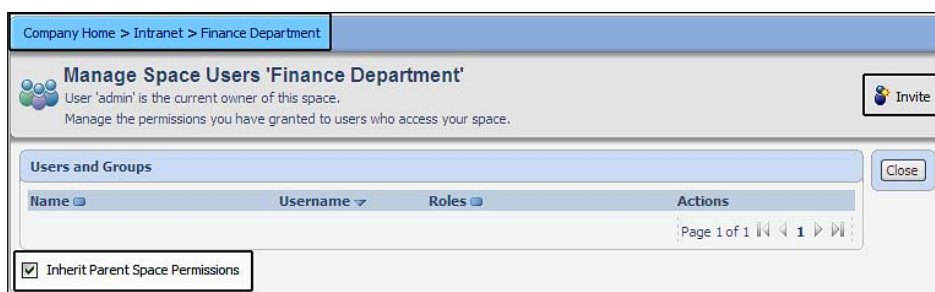 Company Home > Intranet > Finance Department
Manage Space Users 'Finance Department'
User 'admin' is the current owner of this space.
Manage the permissions you have granted to users who access your space.
Invite
Users and Groups
Close
Name Username Roles Actions
Page 1 of 1 1
Inherit Parent Space Permissions